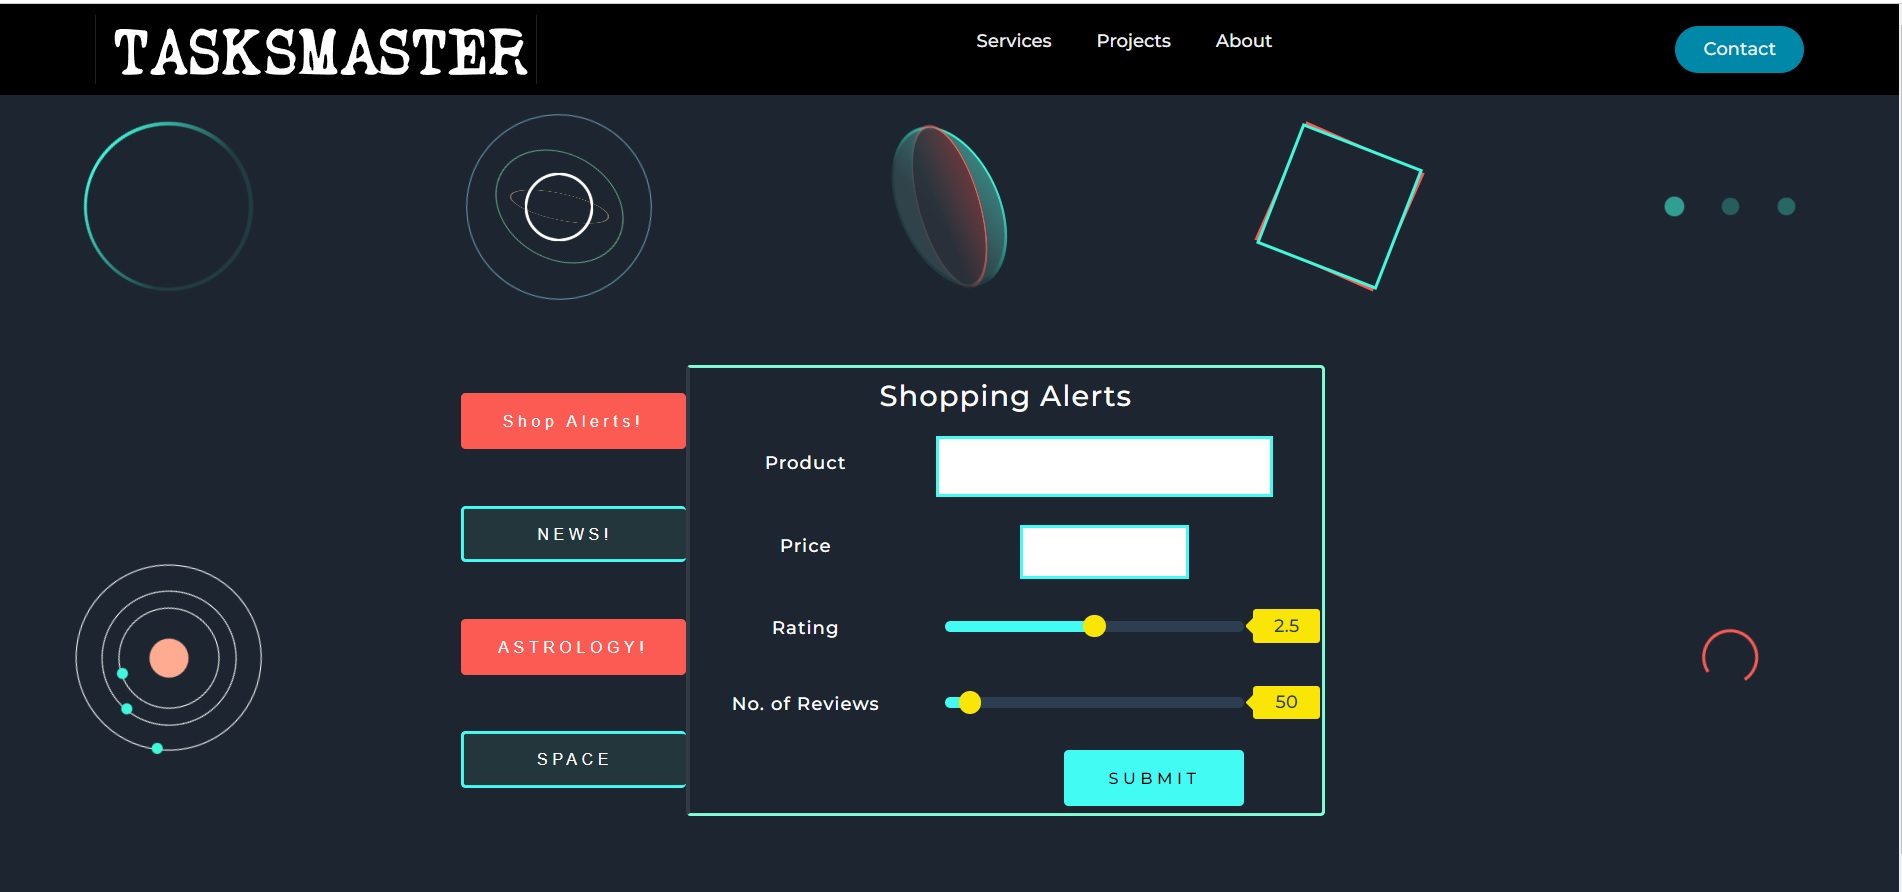 TASKSMASTER
Services
Projects
About
Contact
Shopping Alerts
Shop Alerts!
Product
NEWS!
Price
Rating
2.5
ASTROLOGY!
No. of Reviews
50
SPACE
SUBMIT